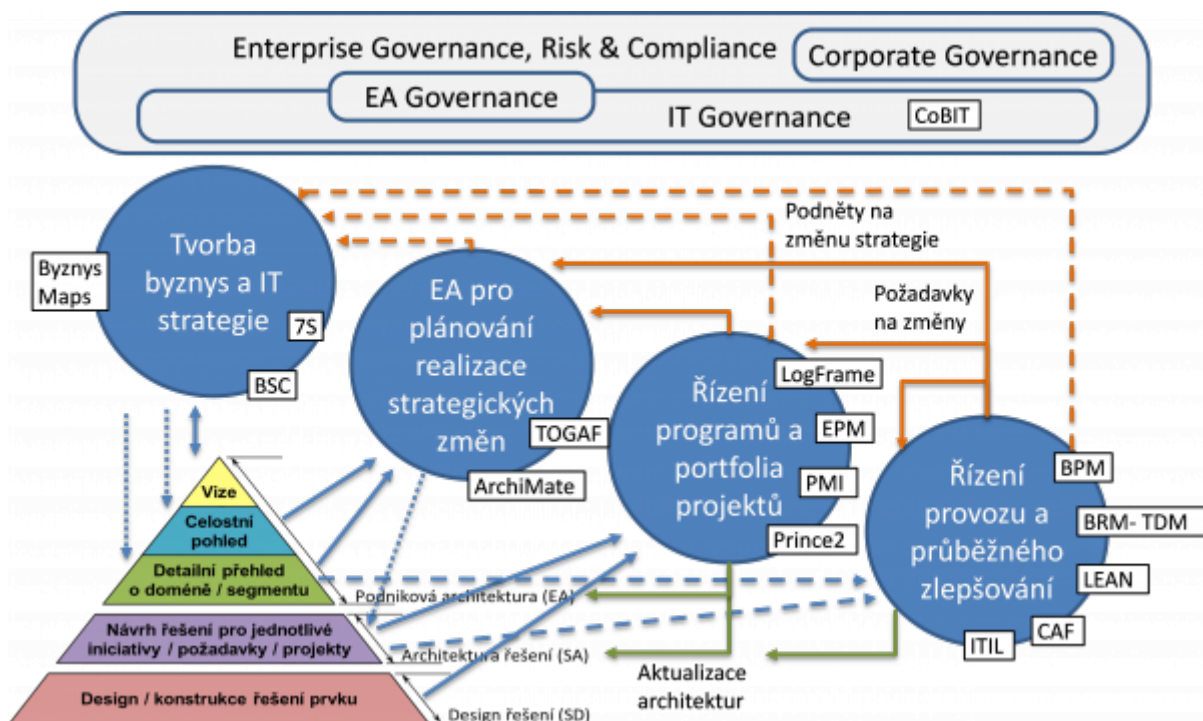 Enterprise Governance, Risk & Compliance
Corporate Governance
EA Governance
IT Governance
CoBIT
Tvorba
byznys a IT
strategie
Byznys
Maps
7S
BSC
EA pro
plánování
realizace
strategických
změn
TOGAF
ArchiMate
Podněty na
změnu strategie
Požadavky
na změny
Řízení
programů a
portfolia
projektů
LogFrame
EPM
PMI
Prince2
Řízení
provozu a
průběžného
zlepšování
BPM
BRM- TDM
LEAN
CAF
ITIL
Vize
Celostní
pohled
Detailní přehled
o doméně / segmentu
Podniková architektura (EA)
Návrh řešení pro jednotlivé
iniciativy / požadavky / projekty
Architektura řešení (SA)
Aktualizace
architektur
Design / konstrukce řešení prvku
Design řešení (SD)